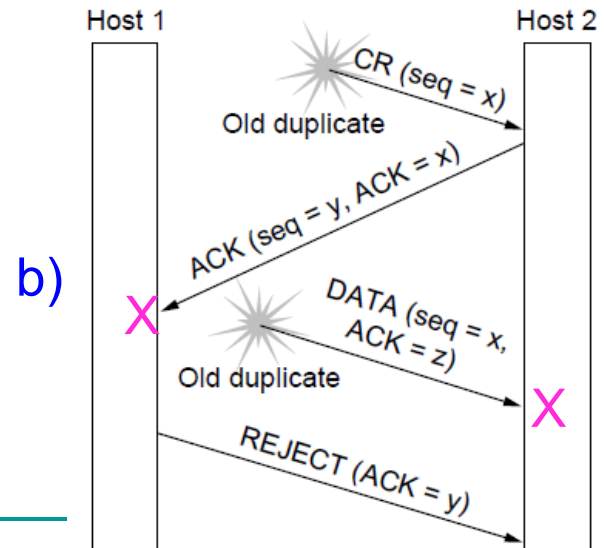 Host 1
Host 2
CR (seq = x)
Old duplicate
ACK (seq = y, ACK = x)
b)
X
DATA (seq = x,
ACK = z)
Old duplicate
X
REJECT (ACK = y)